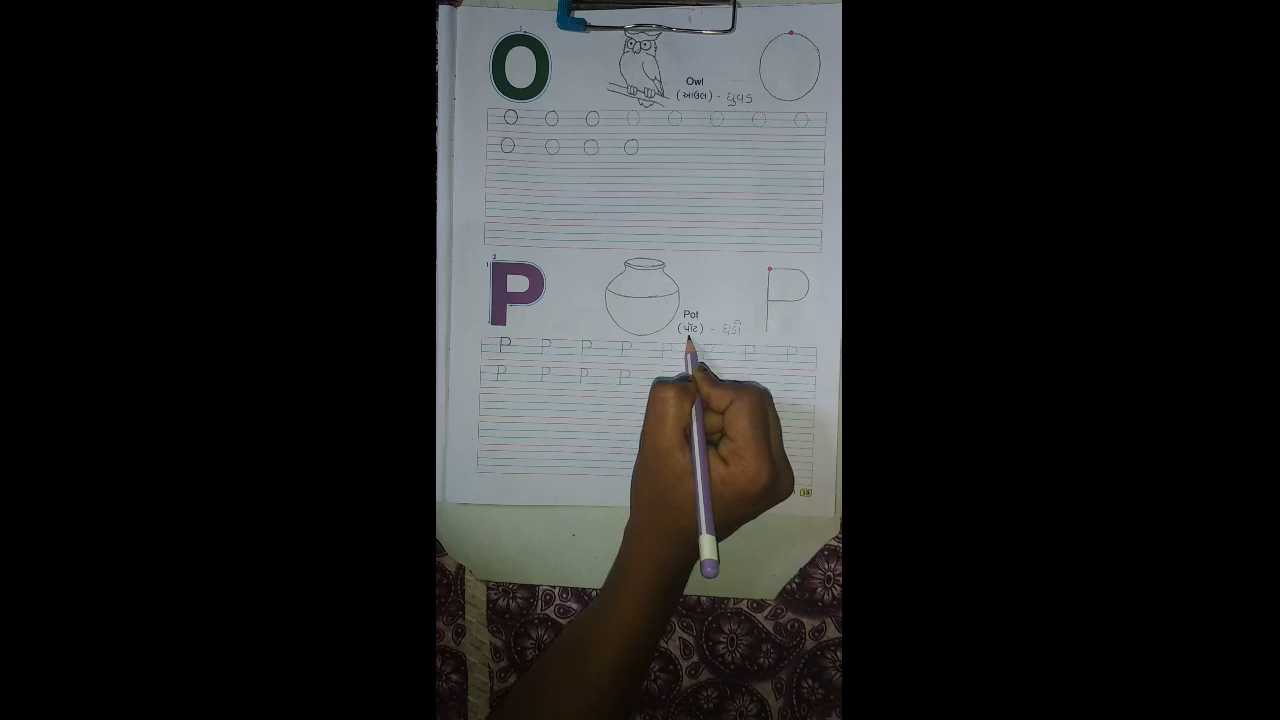 O
O
Owl
(આઉલ) - ઘુવડ
O O O O O O O O
O O O O
P
P
Pot
(પૉટ) - ઘડો
P P P P P P P P
P P P P